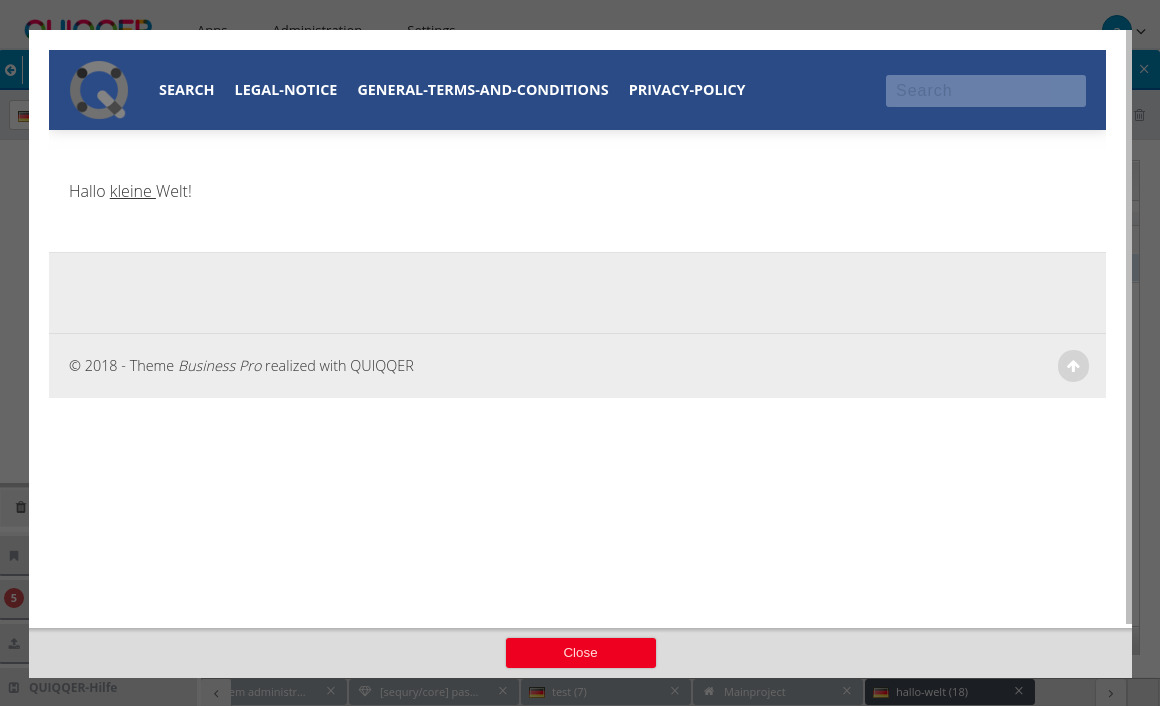 QUIQQER
Apps
Administration
Settings
SEARCH
LEGAL-NOTICE
GENERAL-TERMS-AND-CONDITIONS
PRIVACY-POLICY
Search
Hallo kleine Welt!
© 2018 - Theme Business Pro realized with QUIQQER
5
Close
QUIQQER-Hilfe
em administr...
[sequry/core] pas...
test (7)
Mainproject
hallo-welt (18)